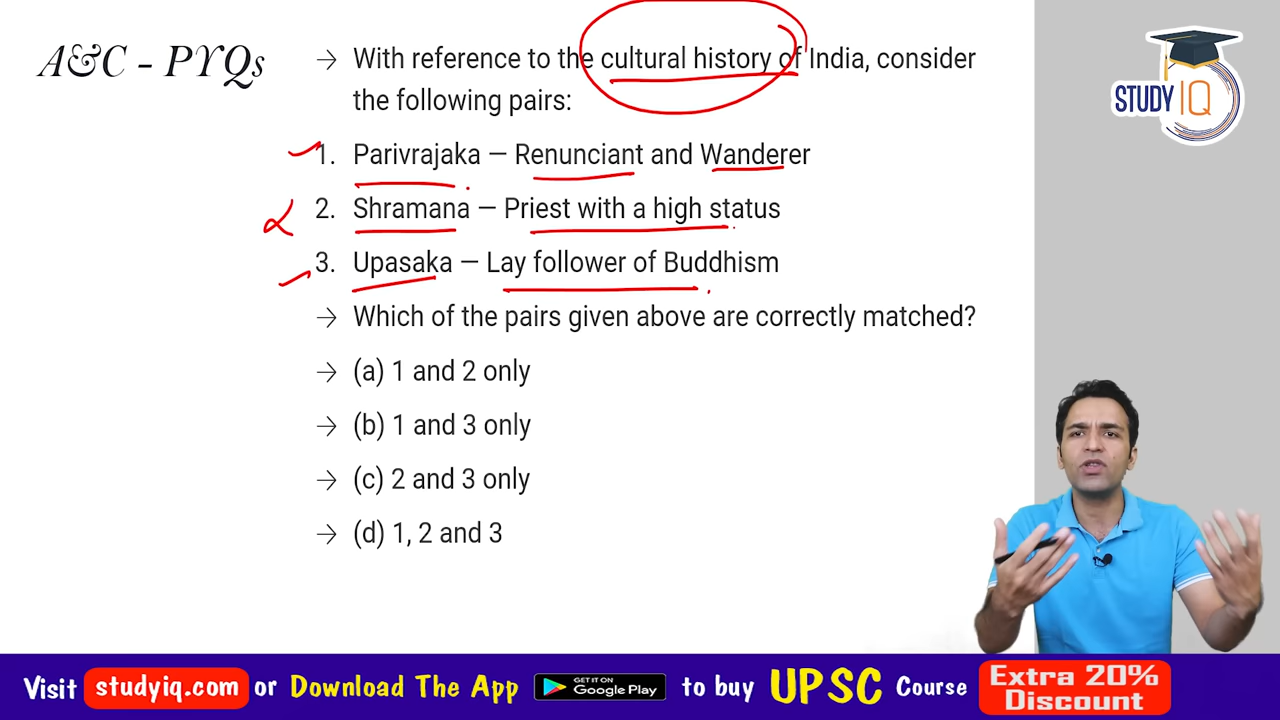 A&C - PYQs
→ With reference to the cultural history of India, consider
the following pairs:
1. Parivrajaka – Renunciant and Wanderer
2. Shramana – Priest with a high status
3. Upasaka – Lay follower of Buddhism
→ Which of the pairs given above are correctly matched?
→ (a) 1 and 2 only
→ (b) 1 and 3 only
→ (c) 2 and 3 only
→ (d) 1, 2 and 3
STUDY IQ
Visit studyiq.com or Download The App GET IT ON Google Play to buy UPSC Course Extra 20% Discount